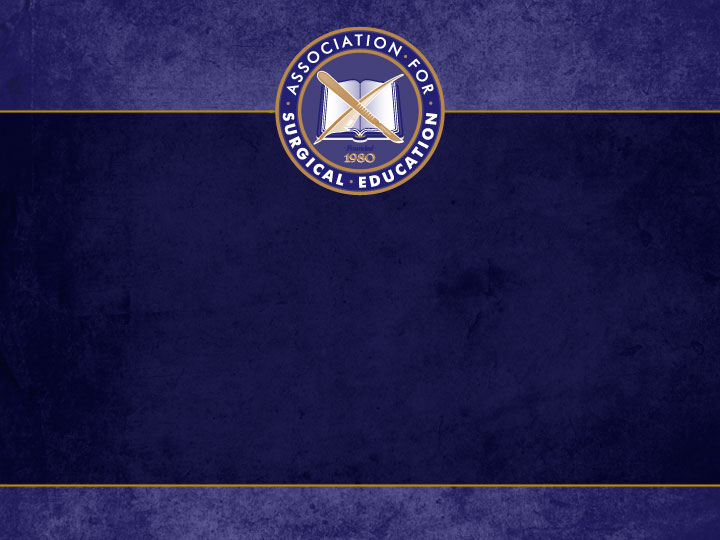 ASSOCIATION FOR
SURGICAL EDUCATION
Founded
1980